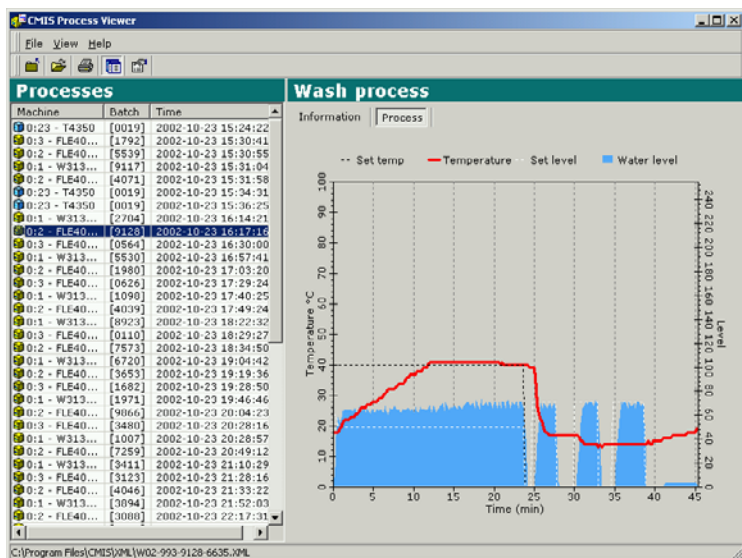 CMIS Process Viewer
File View Help
Processes
Wash process
Machine Batch Time
Information Process
0:23 - T4350 [0019] 2002-10-23 15:24:22
0:3 - FLE40... [1792] 2002-10-23 15:30:41
0:2 - FLE40... [5539] 2002-10-23 15:30:55
0:1 - W313... [9117] 2002-10-23 15:31:04
0:2 - FLE40... [4071] 2002-10-23 15:31:58
0:23 - T4350 [0019] 2002-10-23 15:34:31
0:23 - T4350 [0019] 2002-10-23 15:36:25
0:1 - W313... [2704] 2002-10-23 16:14:21
0:2 - FLE40... [9128] 2002-10-23 16:17:16
0:3 - FLE40... [0564] 2002-10-23 16:30:00
0:1 - W313... [5530] 2002-10-23 16:57:41
0:2 - FLE40... [1980] 2002-10-23 17:03:20
0:3 - FLE40... [0626] 2002-10-23 17:29:24
0:1 - W313... [1090] 2002-10-23 17:40:25
0:2 - FLE40... [4039] 2002-10-23 17:49:24
0:1 - W313... [8923] 2002-10-23 18:22:32
0:3 - FLE40... [0110] 2002-10-23 18:29:27
0:2 - FLE40... [7573] 2002-10-23 18:34:50
0:1 - W313... [6720] 2002-10-23 19:04:42
0:2 - FLE40... [3653] 2002-10-23 19:19:36
0:3 - FLE40... [1682] 2002-10-23 19:28:50
0:1 - W313... [1971] 2002-10-23 19:46:46
0:2 - FLE40... [9866] 2002-10-23 20:04:23
0:3 - FLE40... [3480] 2002-10-23 20:28:16
0:1 - W313... [1007] 2002-10-23 20:28:57
0:2 - FLE40... [7259] 2002-10-23 20:49:12
0:1 - W313... [3411] 2002-10-23 21:10:29
0:3 - FLE40... [3123] 2002-10-23 21:28:16
0:2 - FLE40... [4046] 2002-10-23 21:33:22
0:1 - W313... [3894] 2002-10-23 21:52:03
0:2 - FLE40... [3088] 2002-10-23 22:17:31
Set temp Temperature Set level Water level
100
90
80
70
60
50
40
30
20
10
0
Temperature °C
240
220
200
180
160
140
120
100
80
60
40
20
0
Level
0 5 10 15 20 25 30 35 40 45
Time (min)
C:\Program Files\CMIS\XML\W02-993-9128-6635.XML